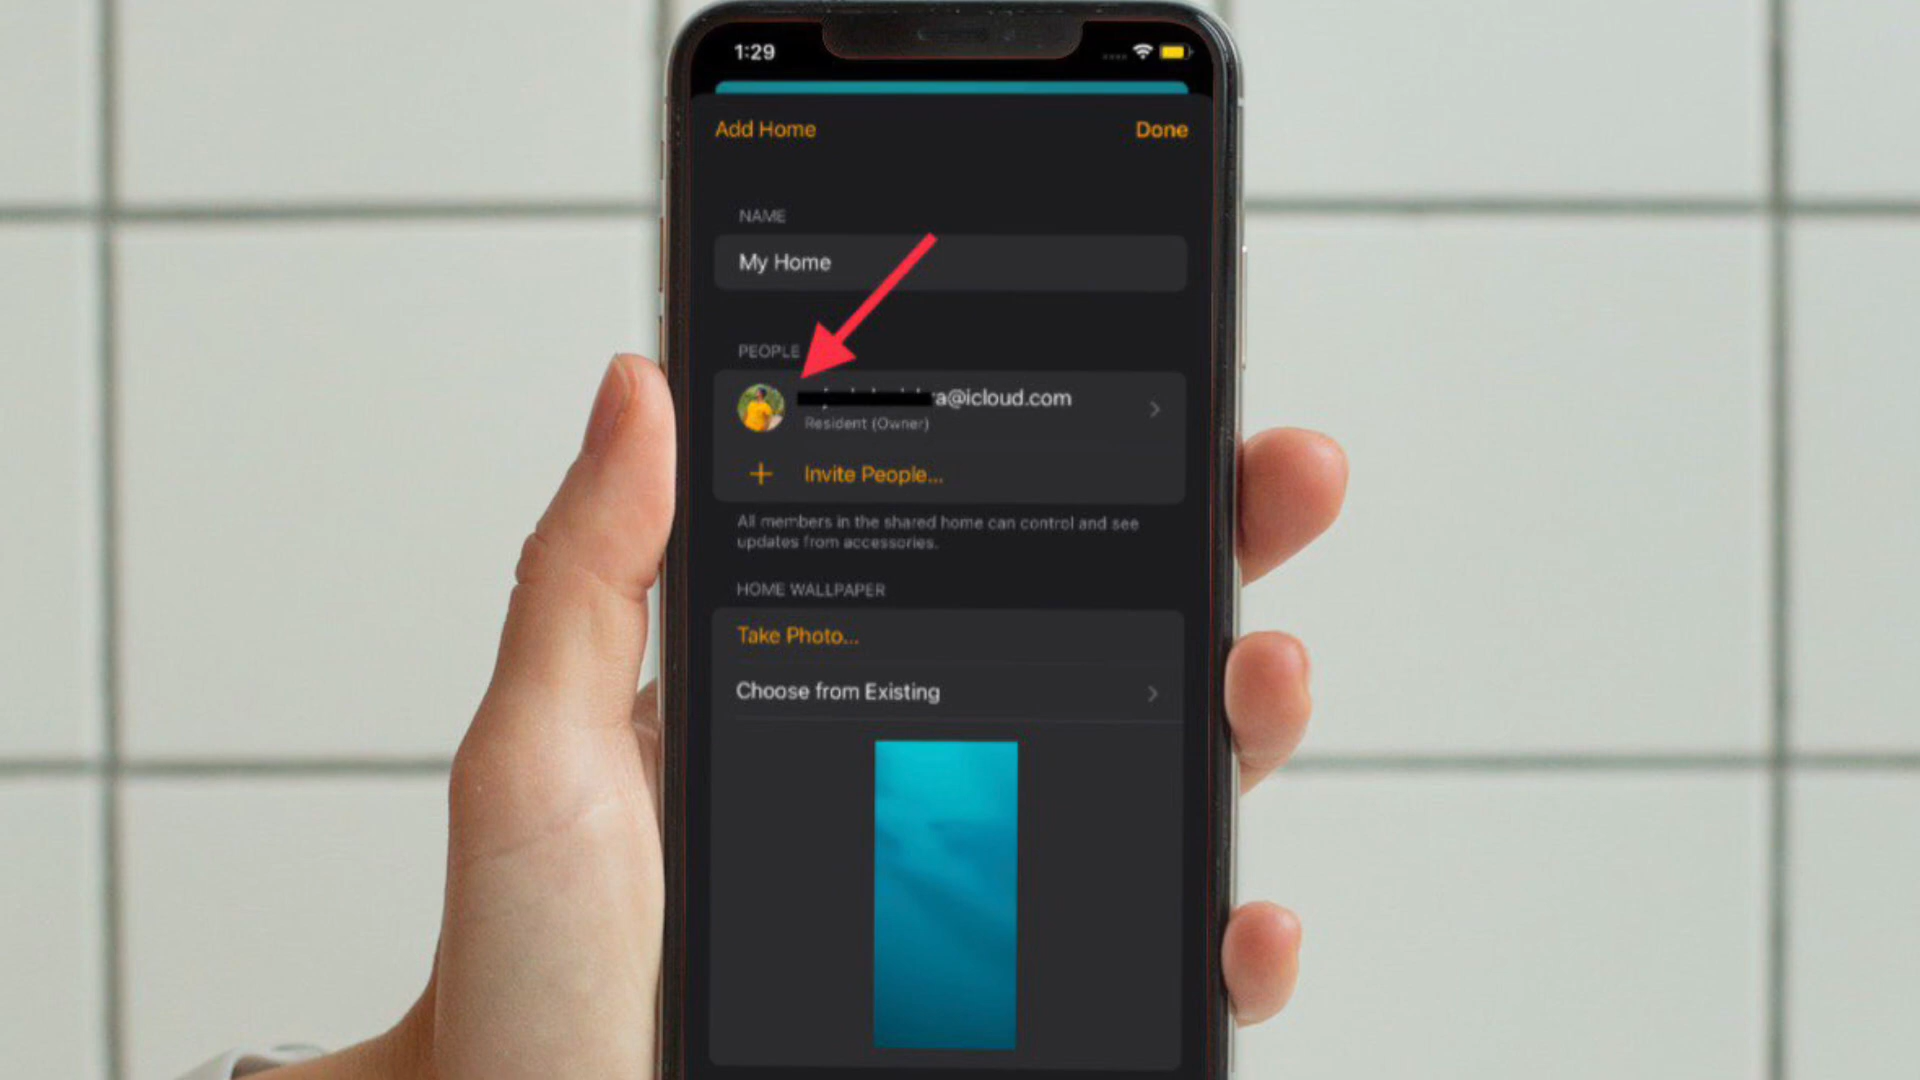 1:29
Add Home
Done
NAME
My Home
PEOPLE
a@icloud.com
Resident (Owner)
Invite People...
All members in the shared home can control and see
updates from accessories.
HOME WALLPAPER
Take Photo...
Choose from Existing